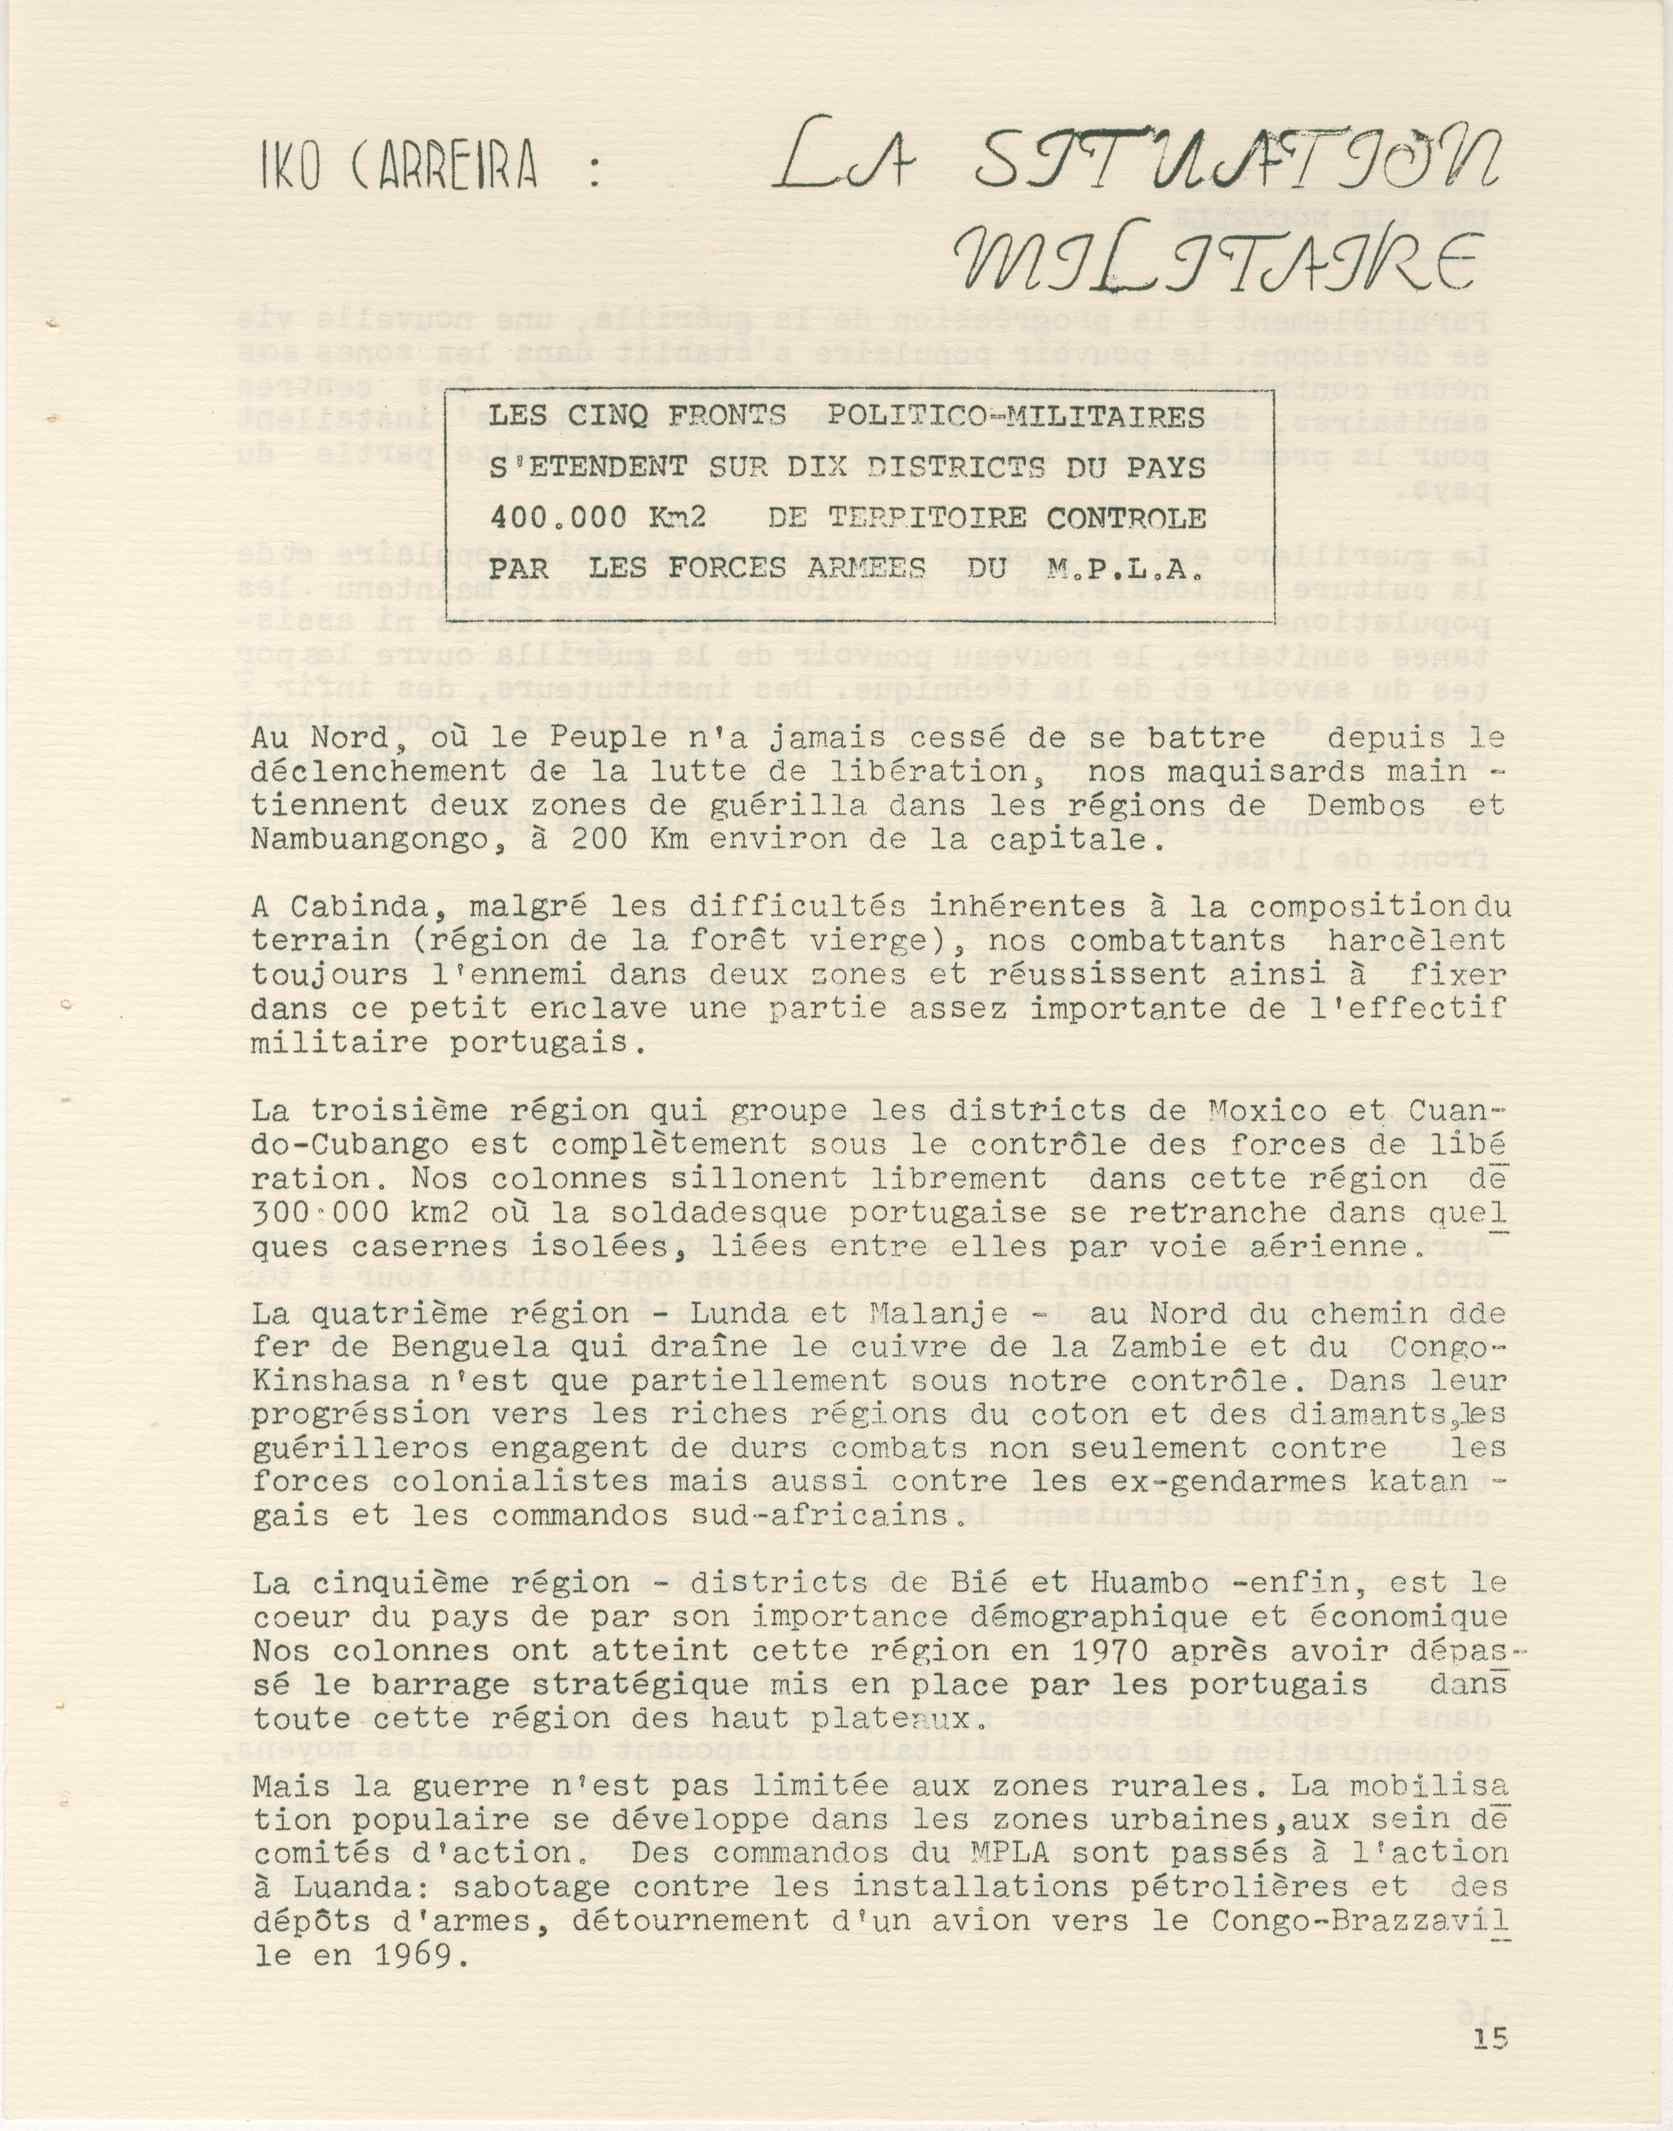 IKO CARREIRA : LA SITUATION
MILITAIRE
LES CINQ FRONTS POLITICO-MILITAIRES
S'ETENDENT SUR DIX DISTRICTS DU PAYS
400.000 Km2 DE TERRITOIRE CONTROLE
PAR LES FORCES ARMEES DU M.P.L.A.
Au Nord, où le Peuple n'a jamais cessé de se battre depuis le
déclenchement de la lutte de libération, nos maquisards main -
tiennent deux zones de guérilla dans les régions de Dembos et
Nambuangongo, à 200 Km environ de la capitale.
A Cabinda, malgré les difficultés inhérentes à la composition du
terrain (région de la forêt vierge), nos combattants harcèlent
toujours l'ennemi dans deux zones et réussissent ainsi à fixer
dans ce petit enclave une partie assez importante de l'effectif
militaire portugais.
La troisième région qui groupe les districts de Moxico et Cuan-
do-Cubango est complètement sous le contrôle des forces de libé
ration. Nos colonnes sillonent librement dans cette région de
300.000 km2 où la soldadesque portugaise se retranche dans quel
ques casernes isolées, liées entre elles par voie aérienne.
La quatrième région - Lunda et Malanje - au Nord du chemin dde
fer de Benguela qui draîne le cuivre de la Zambie et du Congo-
Kinshasa n'est que partiellement sous notre contrôle. Dans leur
progréssion vers les riches régions du coton et des diamants,les
guérilleros engagent de durs combats non seulement contre les
forces colonialistes mais aussi contre les ex-gendarmes katan -
gais et les commandos sud-africains.
La cinquième région - districts de Bié et Huambo -enfin, est le
coeur du pays de par son importance démographique et économique
Nos colonnes ont atteint cette région en 1970 après avoir dépas-
sé le barrage stratégique mis en place par les portugais dans
toute cette région des haut plateaux.
Mais la guerre n'est pas limitée aux zones rurales. La mobilisa
tion populaire se développe dans les zones urbaines,aux sein de
comités d'action. Des commandos du MPLA sont passés à l'action
à Luanda: sabotage contre les installations pétrolières et des
dépôts d'armes, détournement d'un avion vers le Congo-Brazzavil
le en 1969.
15